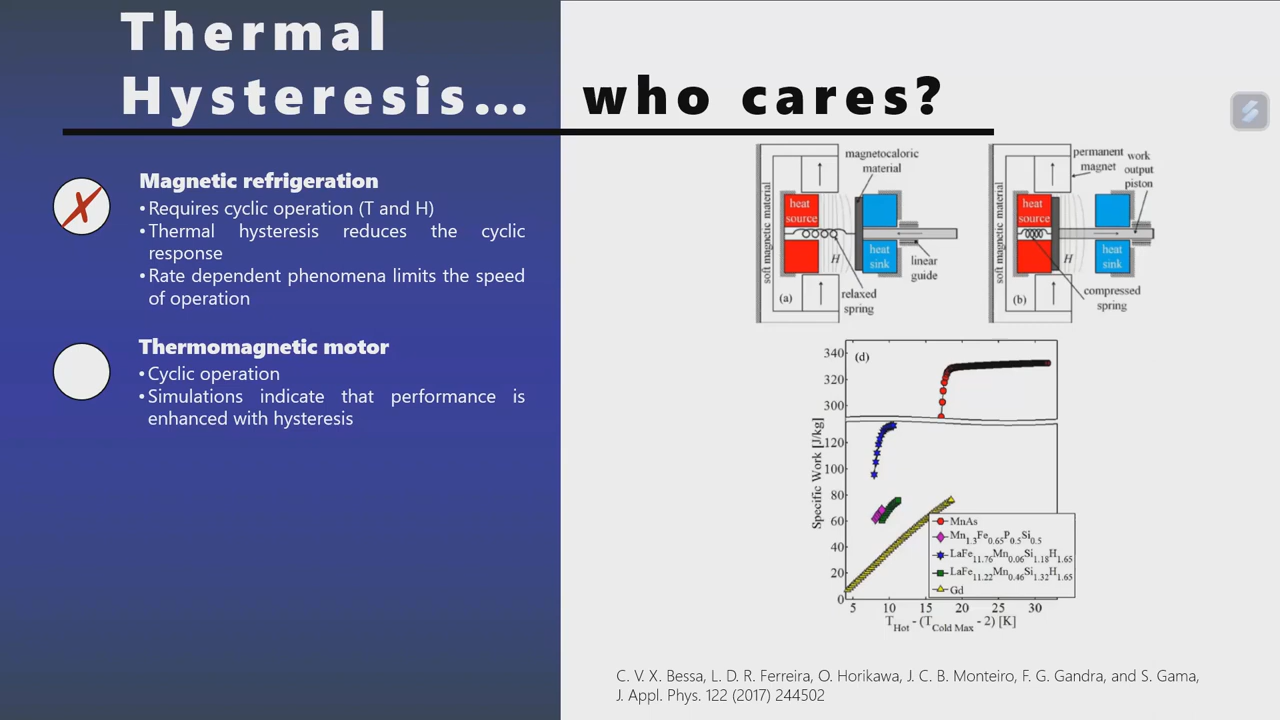 Thermal
Hysteresis... who cares?
Magnetic refrigeration
•Requires cyclic operation (T and H)
•Thermal hysteresis reduces the cyclic
response
•Rate dependent phenomena limits the speed
of operation
Thermomagnetic motor
•Cyclic operation
•Simulations indicate that performance is
enhanced with hysteresis
soft magnetic material
magnetocaloric
material
heat
source
heat
sink
H
linear
guide
relaxed
spring
(a)
soft magnetic material
permanent
magnet
work
output
piston
heat
source
heat
sink
H
compressed
spring
(b)
(d)
Specific Work [J/kg]
340
320
300
120
100
80
60
40
20
0
MnAs
Mn1.3Fe0.65P0.5Si0.5
LaFe11.76Mn0.06Si1.18H1.65
LaFe11.22Mn0.46Si1.32H1.65
Gd
5 10 15 20 25 30
THot - (TCold Max - 2) [K]
C. V. X. Bessa, L. D. R. Ferreira, O. Horikawa, J. C. B. Monteiro, F. G. Gandra, and S. Gama,
J. Appl. Phys. 122 (2017) 244502